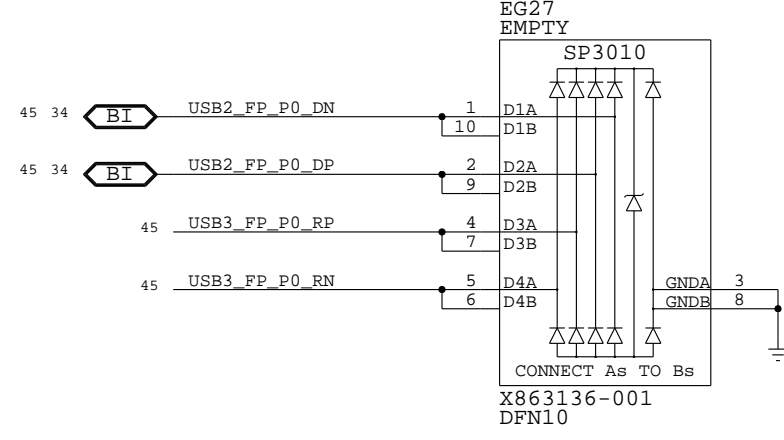 EG27
EMPTY
SP3010
45 34 BI USB2_FP_P0_DN 1 D1A
10 D1B
45 34 BI USB2_FP_P0_DP 2 D2A
9 D2B
45 USB3_FP_P0_RP 4 D3A
7 D3B
45 USB3_FP_P0_RN 5 D4A GNDA 3
6 D4B GNDB 8
CONNECT As TO Bs
X863136-001
DFN10